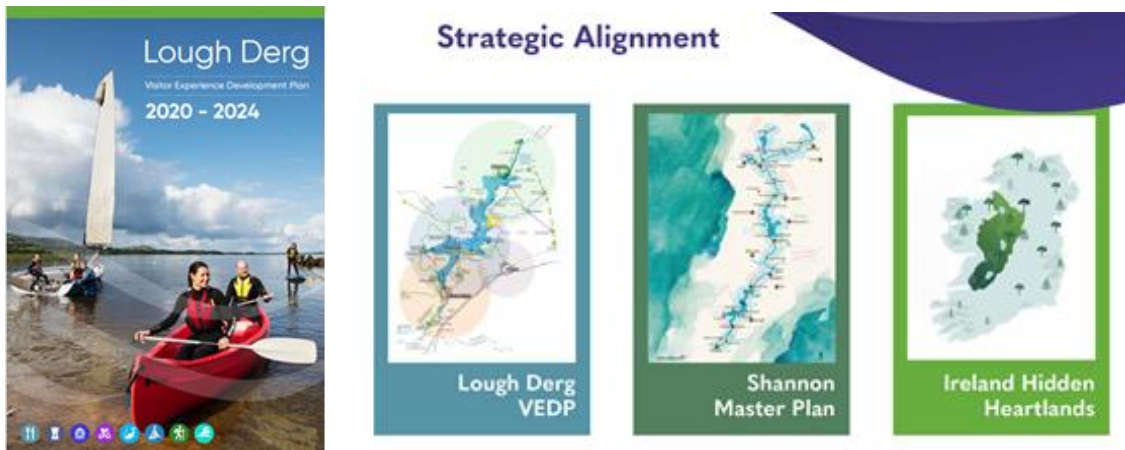 Lough Derg
Visitor Experience Development Plan
2020 - 2024
Strategic Alignment
Lough Derg
VEDP
Shannon
Master Plan
Ireland Hidden
Heartlands